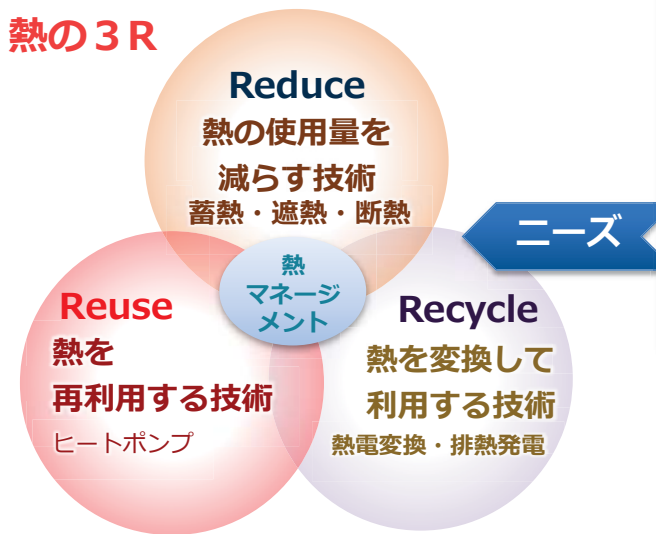 熱の３R
Reduce
熱の使用量を
減らす技術
蓄熱・遮熱・断熱
ニーズ
熱
マネージ
メント
Reuse
熱を
再利用する技術
ヒートポンプ
Recycle
熱を変換して
利用する技術
熱電変換・排熱発電